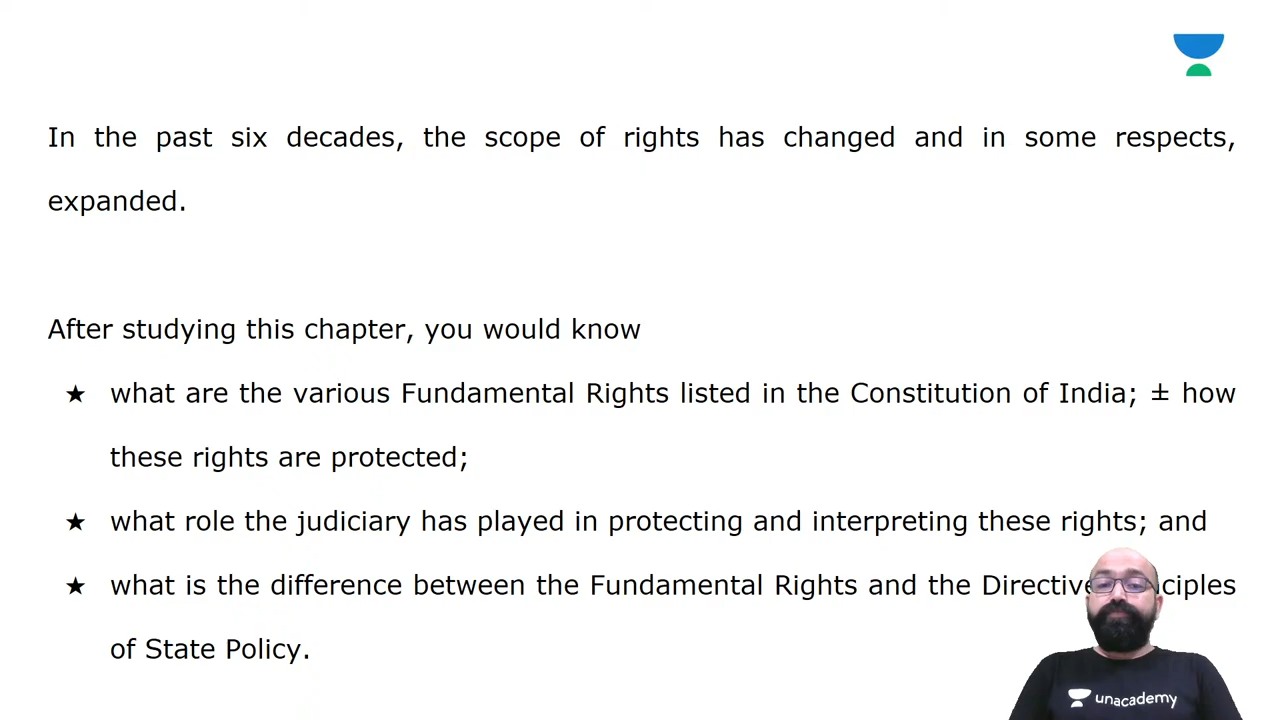 In the past six decades, the scope of rights has changed and in some respects,
expanded.
After studying this chapter, you would know
★ what are the various Fundamental Rights listed in the Constitution of India; ± how
these rights are protected;
★ what role the judiciary has played in protecting and interpreting these rights; and
★ what is the difference between the Fundamental Rights and the Directive
of State Policy.
unacademy